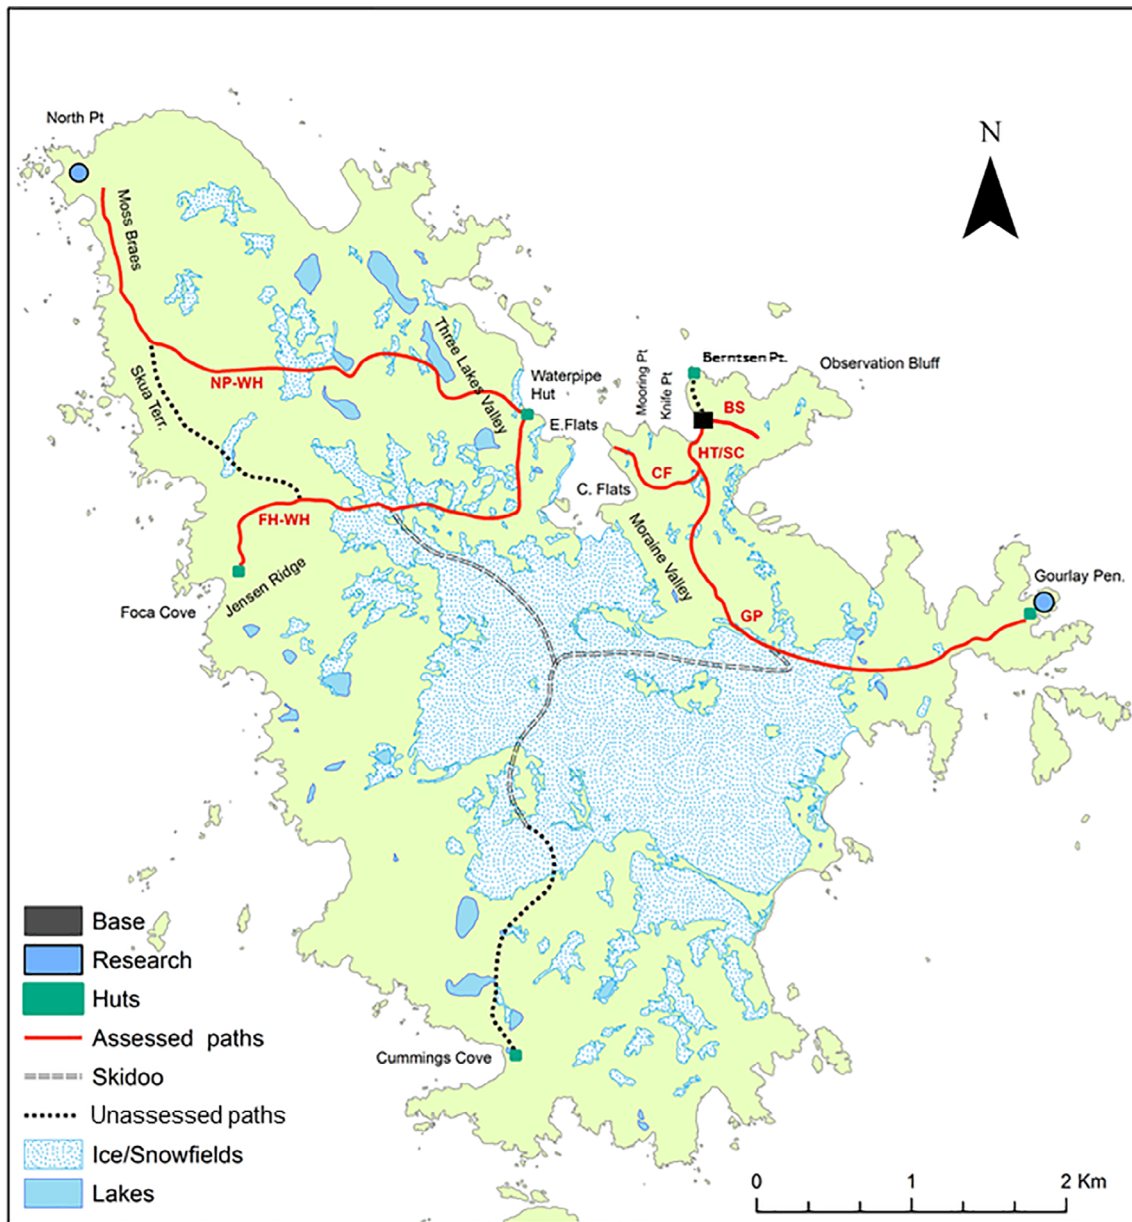 North Pt
N
Moss Braes
Three Lakes Valley
Skua Terr.
NP-WH
Waterpipe
Hut
E.Flats
Mooring Pt
Knife Pt
Berntsen Pt.
Observation Bluff
BS
HT/SC
CF
C. Flats
Moraine Valley
FH-WH
Jensen Ridge
Foca Cove
GP
Gourlay Pen.
Cummings Cove
Base
Research
Huts
Assessed paths
Skidoo
Unassessed paths
Ice/Snowfields
Lakes
0 1 2 Km